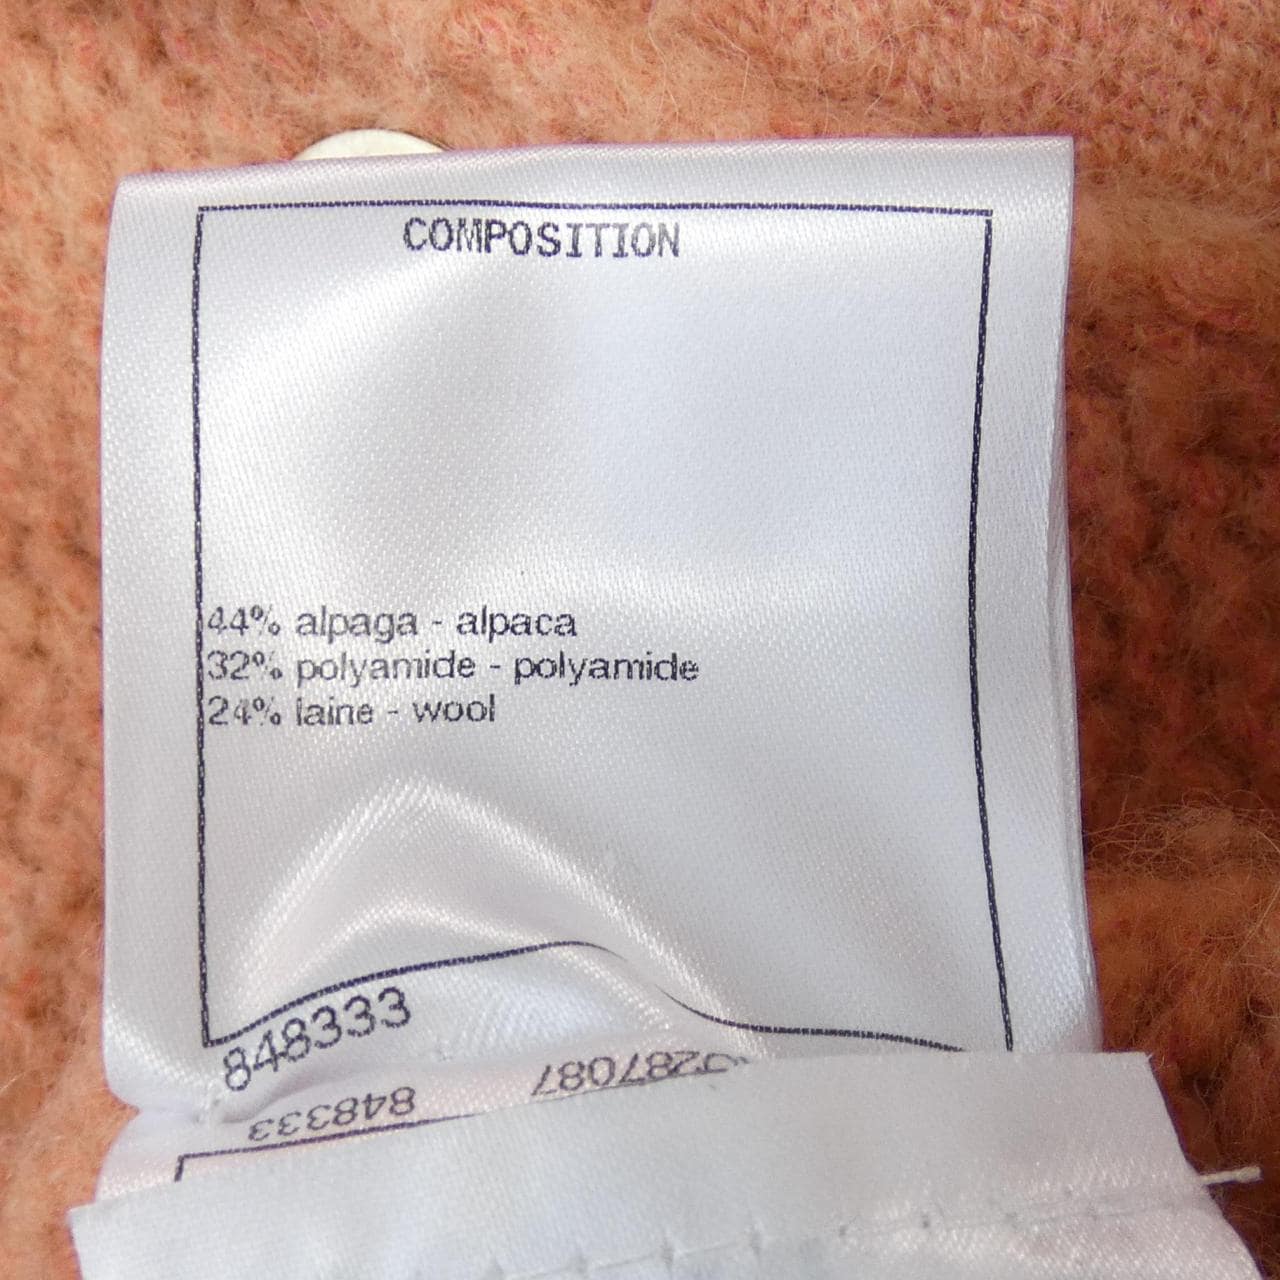 COMPOSITION
44% alpaga - alpaca
32% polyamide - polyamide
24% laine - wool
848333
848333